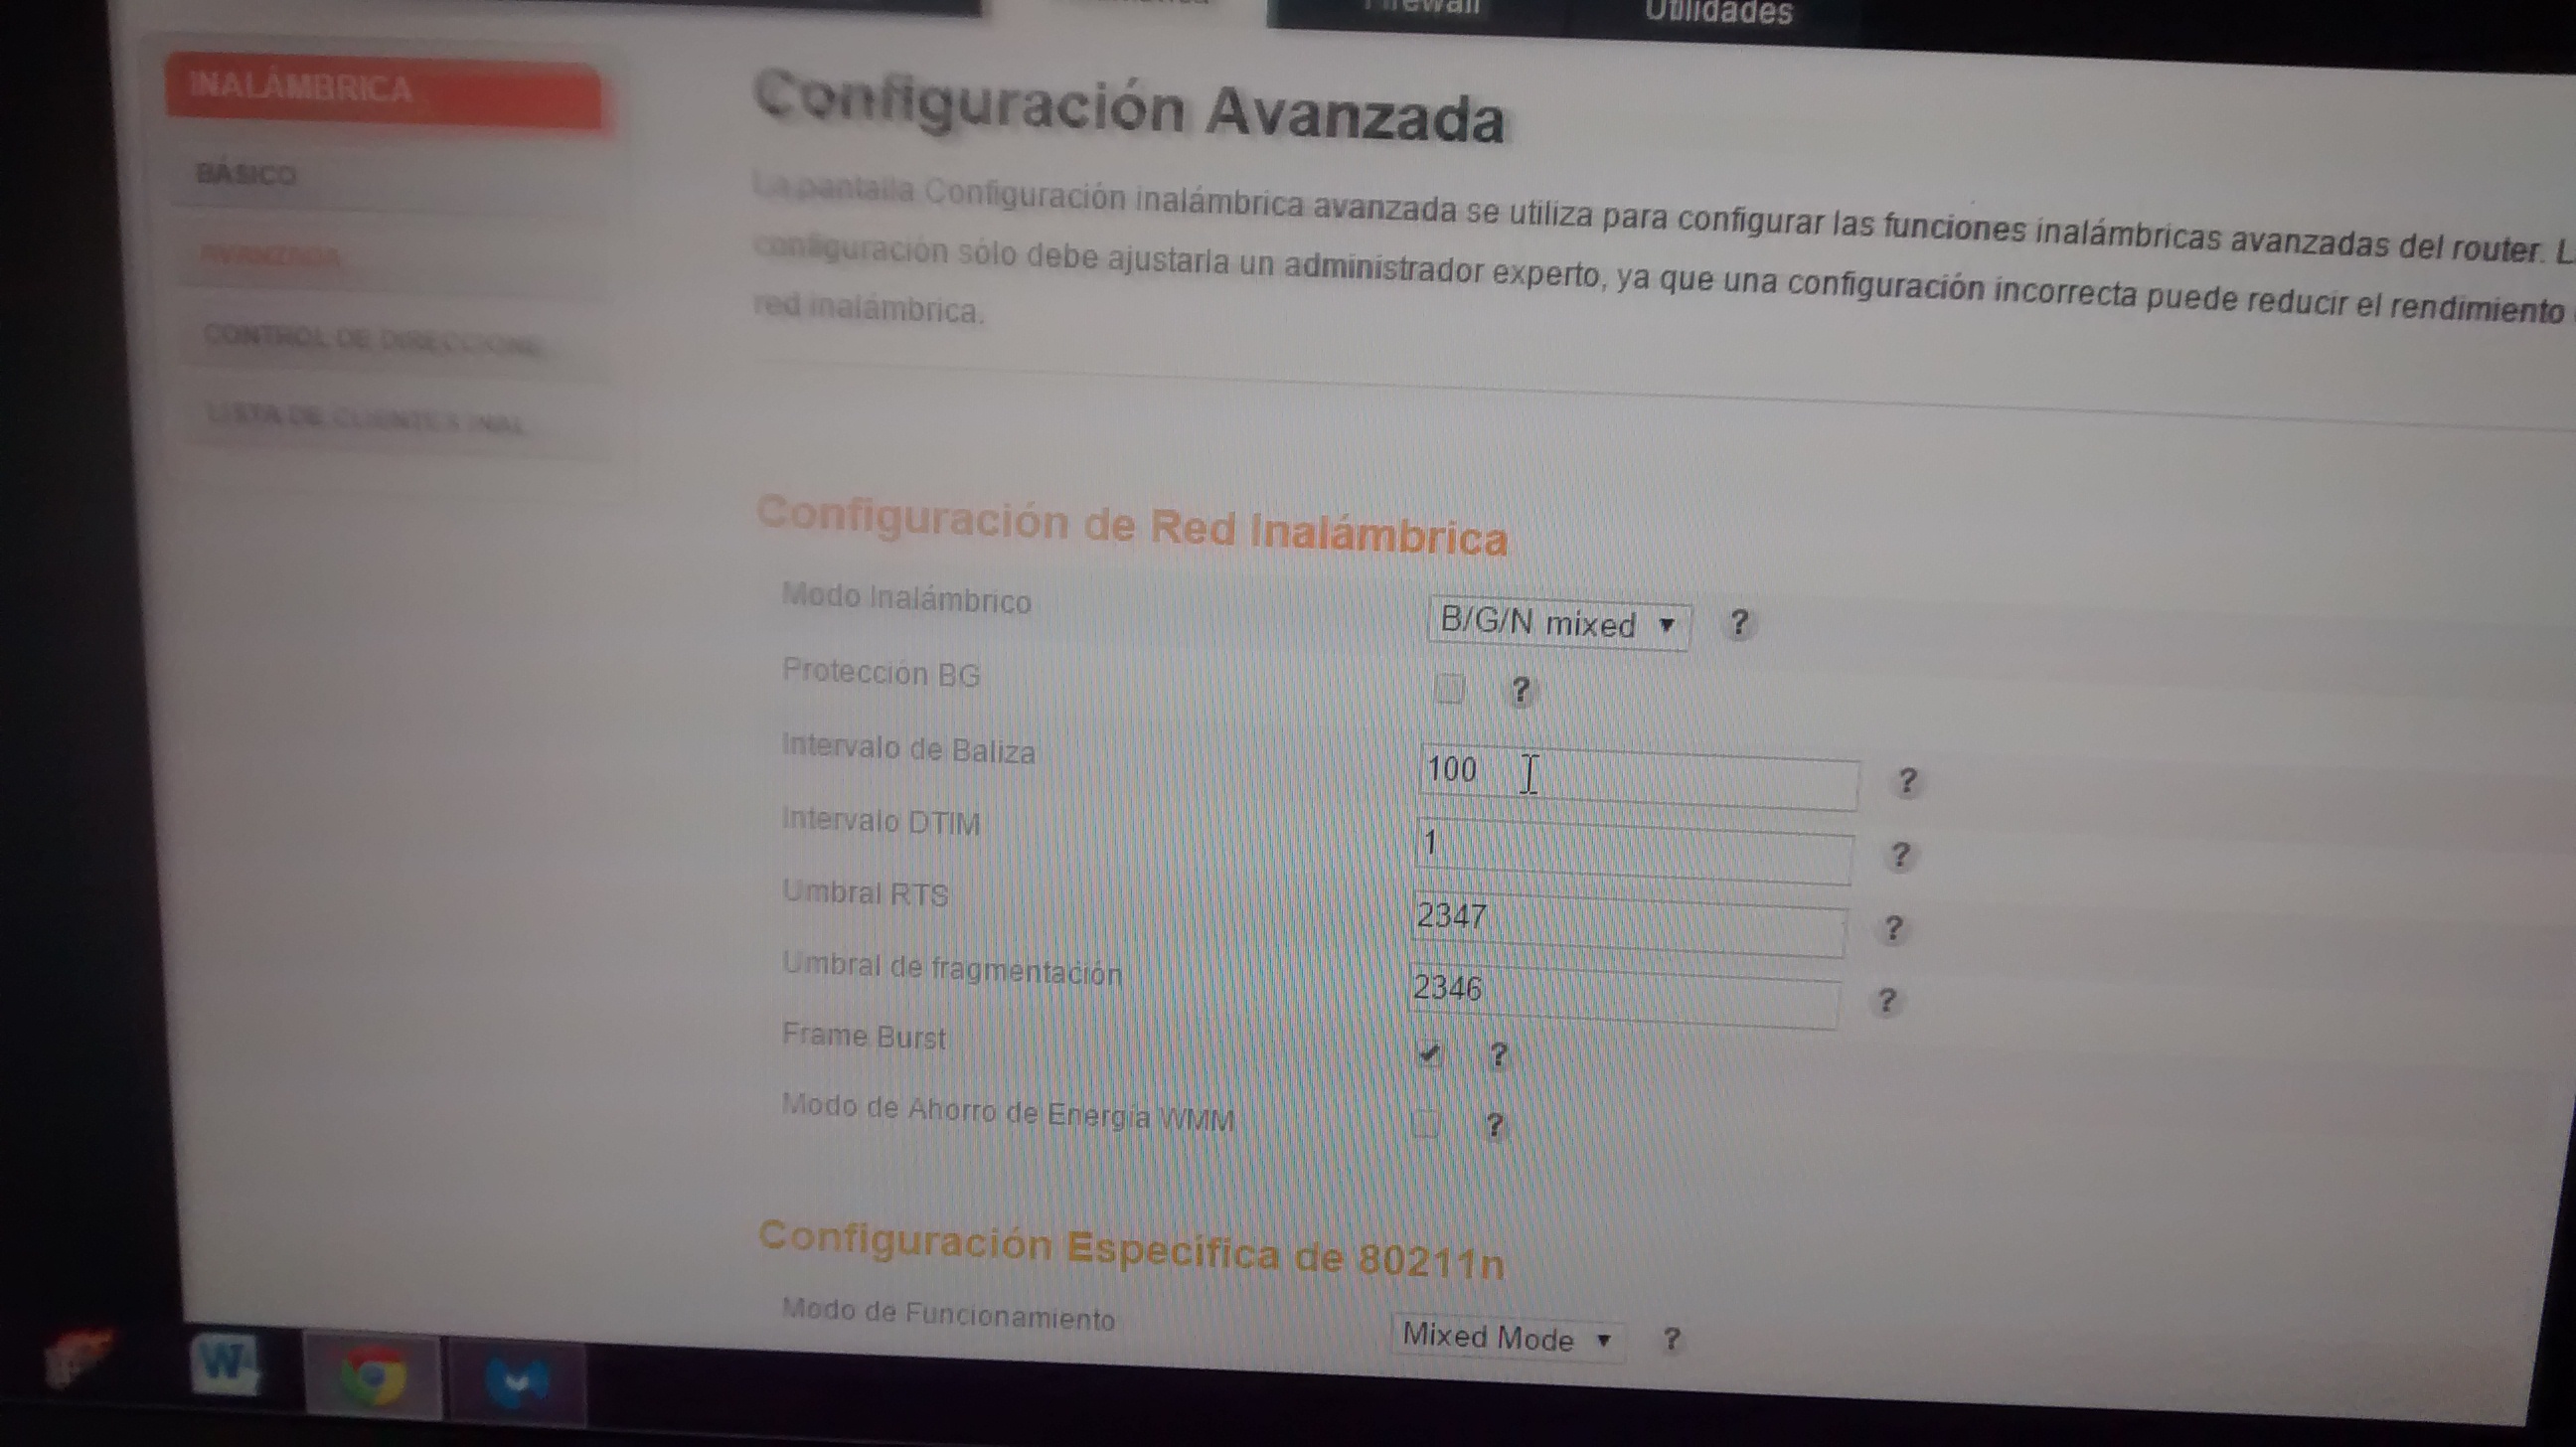 Firewall
Utilidades
INALÁMBRICA
BÁSICO
AVANZADA
CONTROL DE DIRECCIONE
LISTA DE CLIENTES INAL
Configuración Avanzada
La pantalla Configuración inalámbrica avanzada se utiliza para configurar las funciones inalámbricas avanzadas del router.
configuración sólo debe ajustarla un administrador experto, ya que una configuración incorrecta puede reducir el rendimiento
red inalámbrica.
Configuración de Red Inalámbrica
Modo Inalámbrico B/G/N mixed ?
Protección BG ?
Intervalo de Baliza 100 ?
Intervalo DTIM 1 ?
Umbral RTS 2347 ?
Umbral de fragmentación 2346 ?
Frame Burst ?
Modo de Ahorro de Energía WMM ?
Configuración Específica de 80211n
Modo de Funcionamiento Mixed Mode ?
W